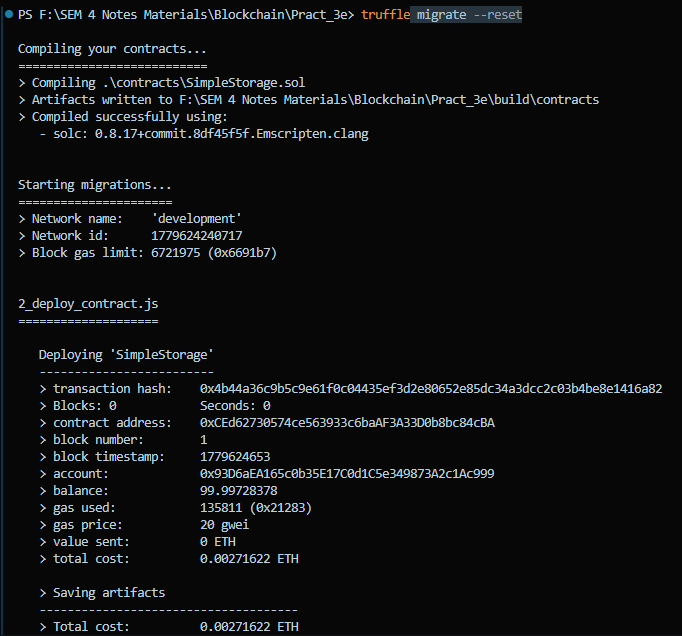 PS F:\SEM 4 Notes Materials\Blockchain\Pract_3e> truffle migrate --reset
Compiling your contracts...
===========================
> Compiling .\contracts\SimpleStorage.sol
> Artifacts written to F:\SEM 4 Notes Materials\Blockchain\Pract_3e\build\contracts
> Compiled successfully using:
   - solc: 0.8.17+commit.8df45f5f.Emscripten.clang
Starting migrations...
======================
> Network name:    'development'
> Network id:      1779624240717
> Block gas limit: 6721975 (0x6691b7)
2_deploy_contract.js
====================
   Deploying 'SimpleStorage'
   -------------------------
   > transaction hash:    0x4b44a36c9b5c9e61f0c04435ef3d2e80652e85dc34a3dcc2c03b4be8e1416a82
   > Blocks: 0            Seconds: 0
   > contract address:    0xCEd62730574ce563933c6baAF3A33D0b8bc84cBA
   > block number:        1
   > block timestamp:     1779624653
   > account:             0x93D6aEA165c0b35E17C0d1C5e349873A2c1Ac999
   > balance:             99.99728378
   > gas used:            135811 (0x21283)
   > gas price:           20 gwei
   > value sent:          0 ETH
   > total cost:          0.00271622 ETH
   > Saving artifacts
   -------------------------------------
   > Total cost:          0.00271622 ETH